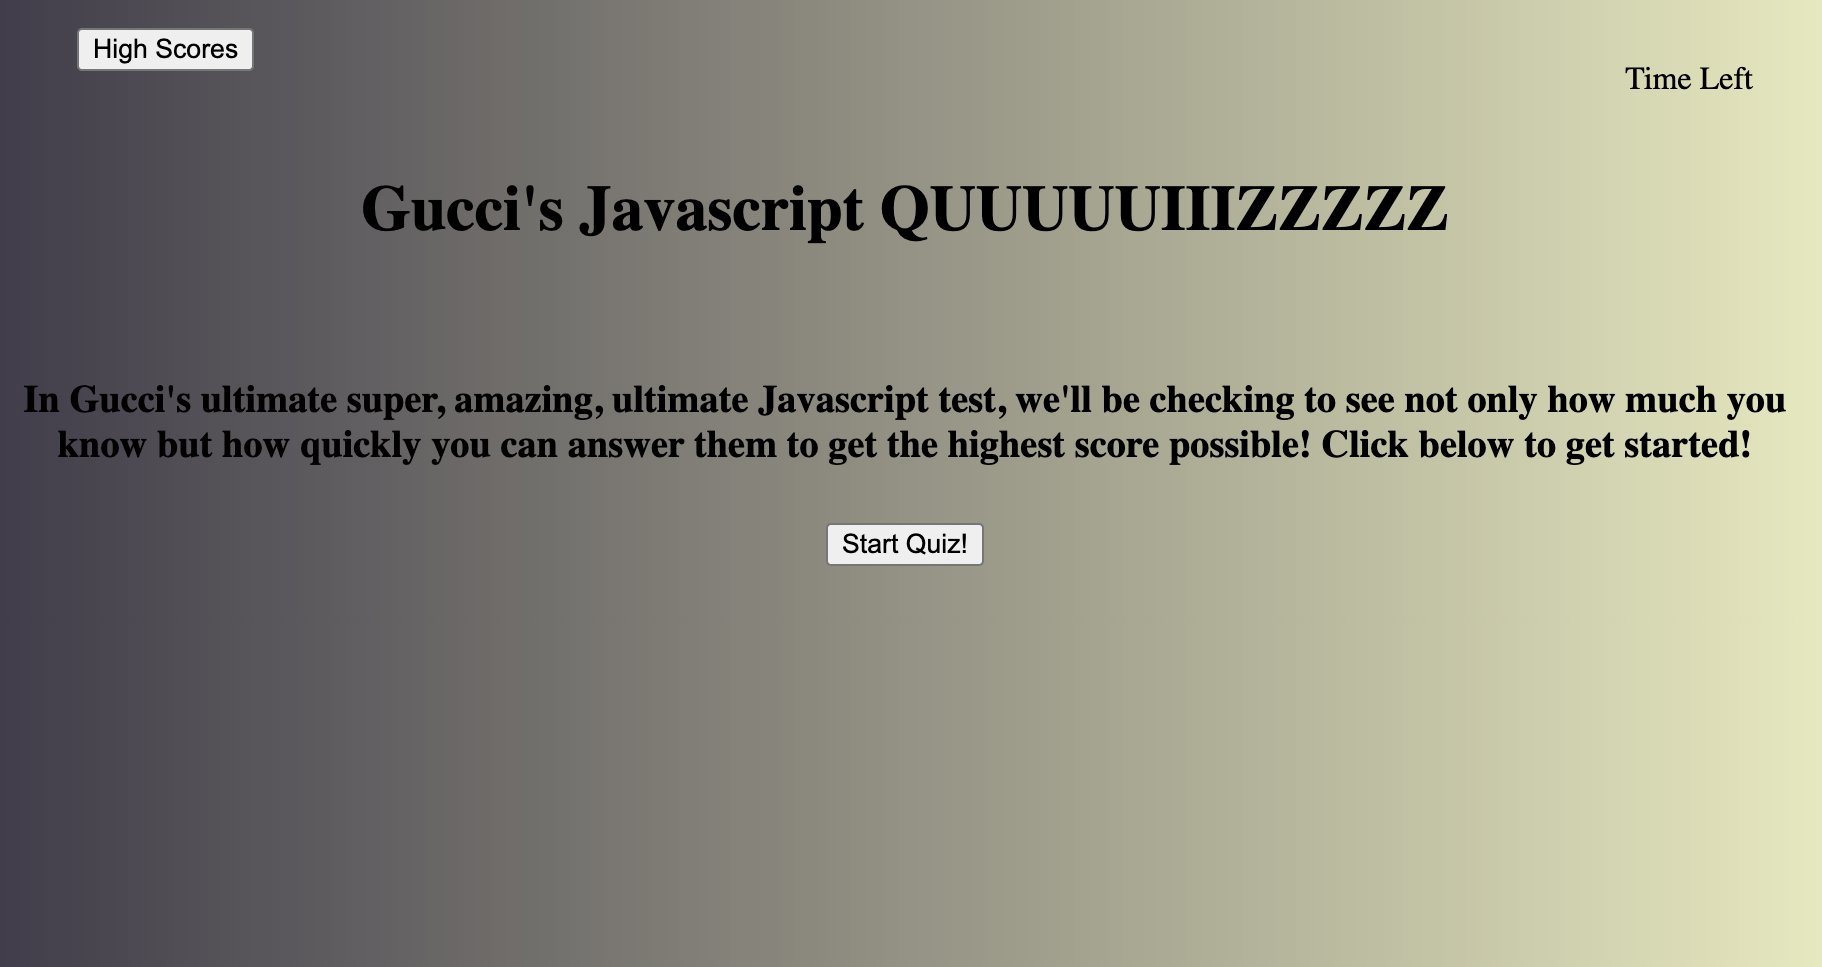 High Scores
Time Left
Gucci's Javascript QUUUUUIIIZZZZZ
In Gucci's ultimate super, amazing, ultimate Javascript test, we'll be checking to see not only how much you
know but how quickly you can answer them to get the highest score possible! Click below to get started!
Start Quiz!